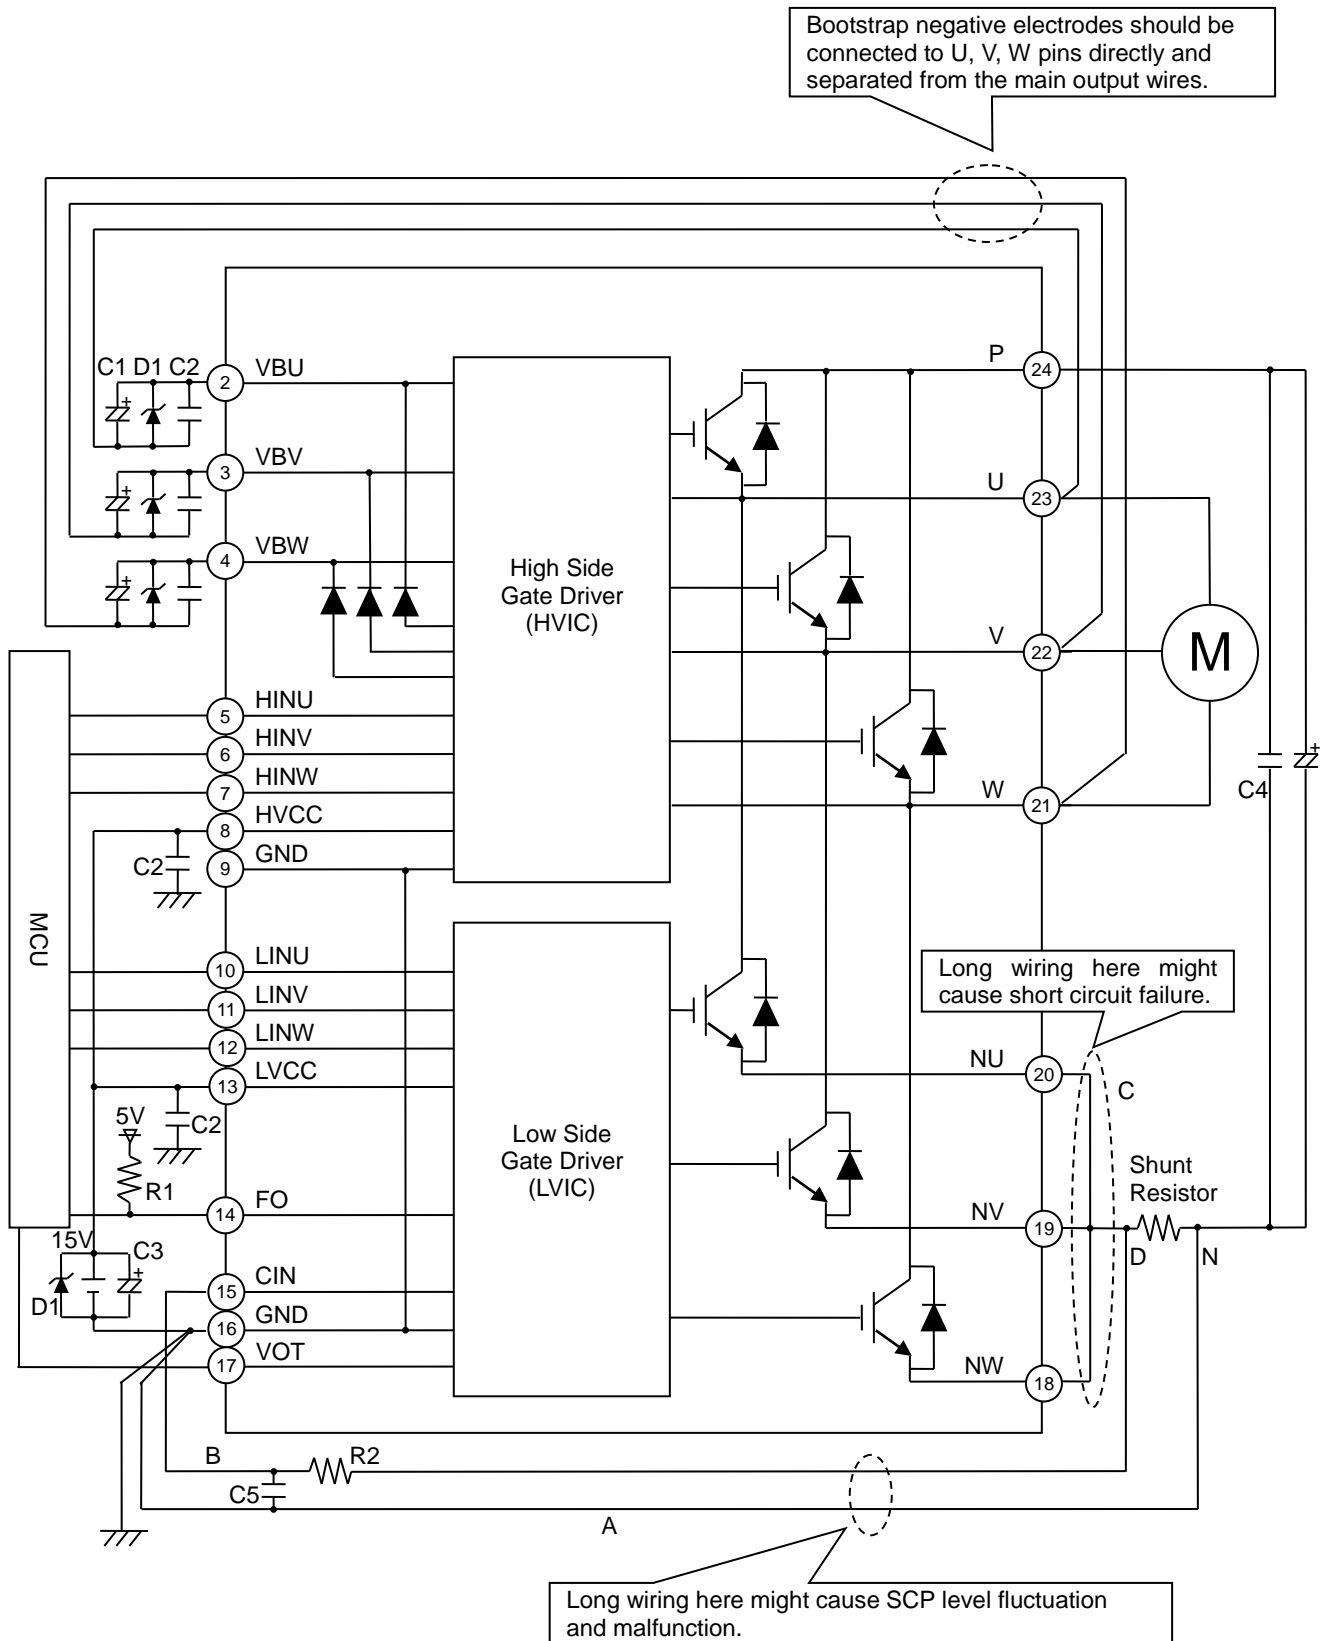 Bootstrap negative electrodes should be
connected to U, V, W pins directly and
separated from the main output wires.
C1 D1 C2
2
VBU
P
24
3
VBV
U
23
4
VBW
High Side
Gate Driver
(HVIC)
V
22
M
5
HINU
6
HINV
7
HINW
W
21
C4
8
HVCC
C2
9
GND
MCU
10
LINU
Long wiring here might
cause short circuit failure.
11
LINV
12
LINW
13
LVCC
NU
20
C
5V
C2
Low Side
Gate Driver
(LVIC)
R1
Shunt
Resistor
14
FO
NV
19
D
N
15V
C3
D1
15
CIN
16
GND
17
VOT
NW
18
B
R2
C5
A
Long wiring here might cause SCP level fluctuation
and malfunction.